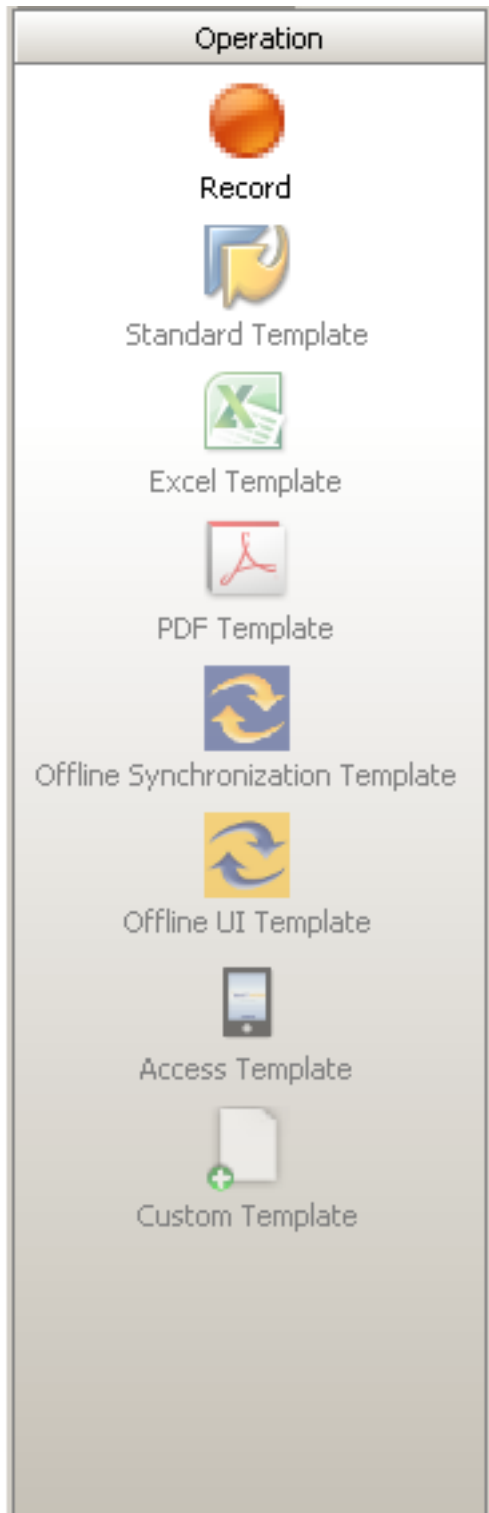 Operation
Record
Standard Template
Excel Template
PDF Template
Offline Synchronization Template
Offline UI Template
Access Template
Custom Template